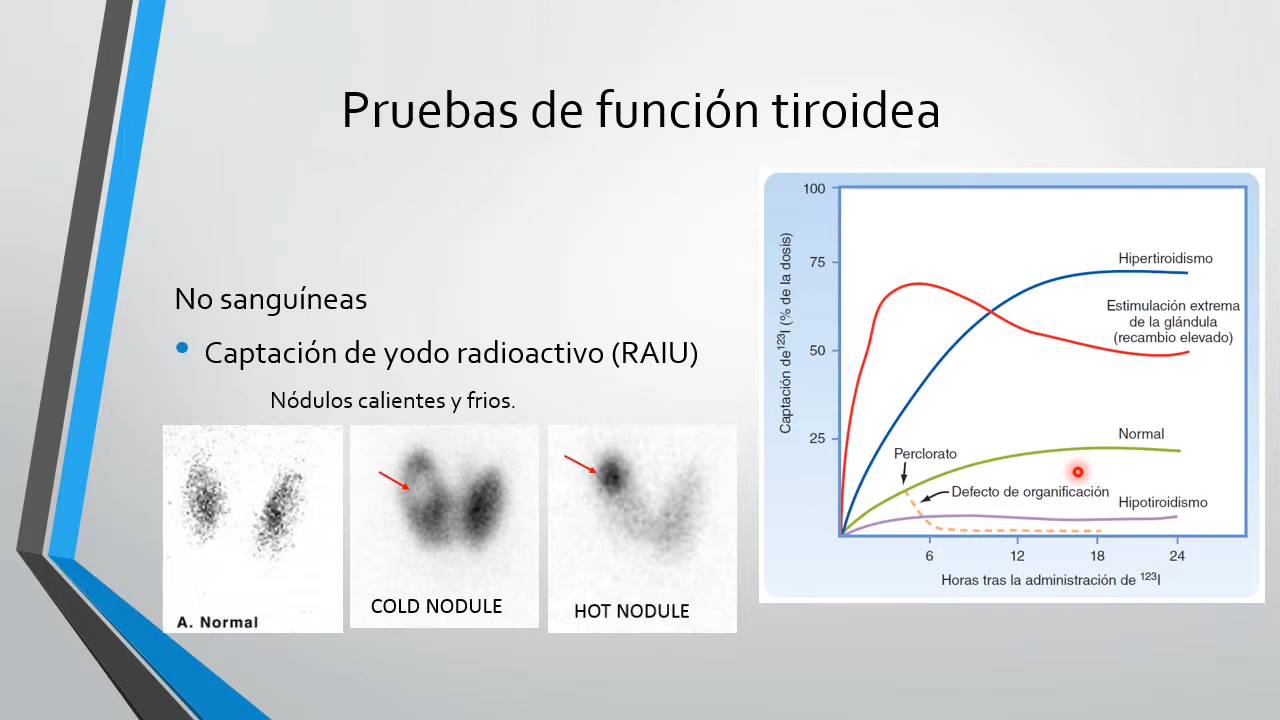 Pruebas de función tiroidea
No sanguíneas
Captación de yodo radioactivo (RAIU)
Nódulos calientes y frios.
A. Normal
COLD NODULE
HOT NODULE
Captación de ¹²³I (% de la dosis)
100
75
50
25
Hipertiroidismo
Estimulación extrema
de la glándula
(recambio elevado)
Normal
Perclorato
Defecto de organificación
Hipotiroidismo
6 12 18 24
Horas tras la administración de ¹²³I